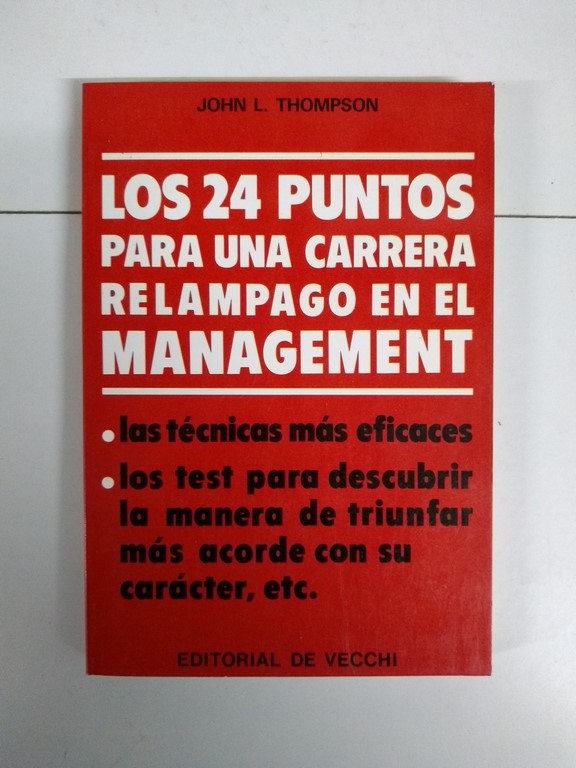 JOHN L. THOMPSON
LOS 24 PUNTOS
PARA UNA CARRERA
RELAMPAGO EN EL
MANAGEMENT
• las técnicas más eficaces
• los test para descubrir
la manera de triunfar
más acorde con su
carácter, etc.
EDITORIAL DE VECCHI